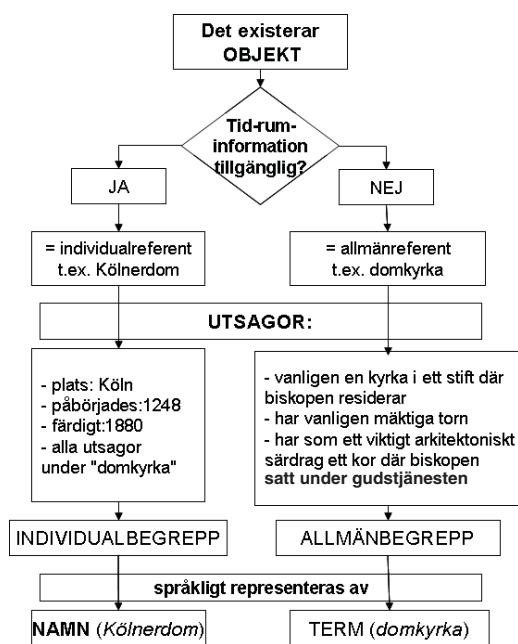 Det existerar
OBJEKT
Tid-rum-
information
tillgänglig?
JA
NEJ
= individualreferent
t.ex. Kölnerdom
= allmänreferent
t.ex. domkyrka
UTSAGOR:
- plats: Köln
- påbörjades:1248
- färdigt:1880
- alla utsagor
under "domkyrka"
- vanligen en kyrka i ett stift där
biskopen residerar
- har vanligen mäktiga torn
- har som ett viktigt arkitektoniskt
särdrag ett kor där biskopen
satt under gudstjänesten
INDIVIDUALBEGREPP
ALLMÄNBEGREPP
språkligt representeras av
NAMN (Kölnerdom)
TERM (domkyrka)